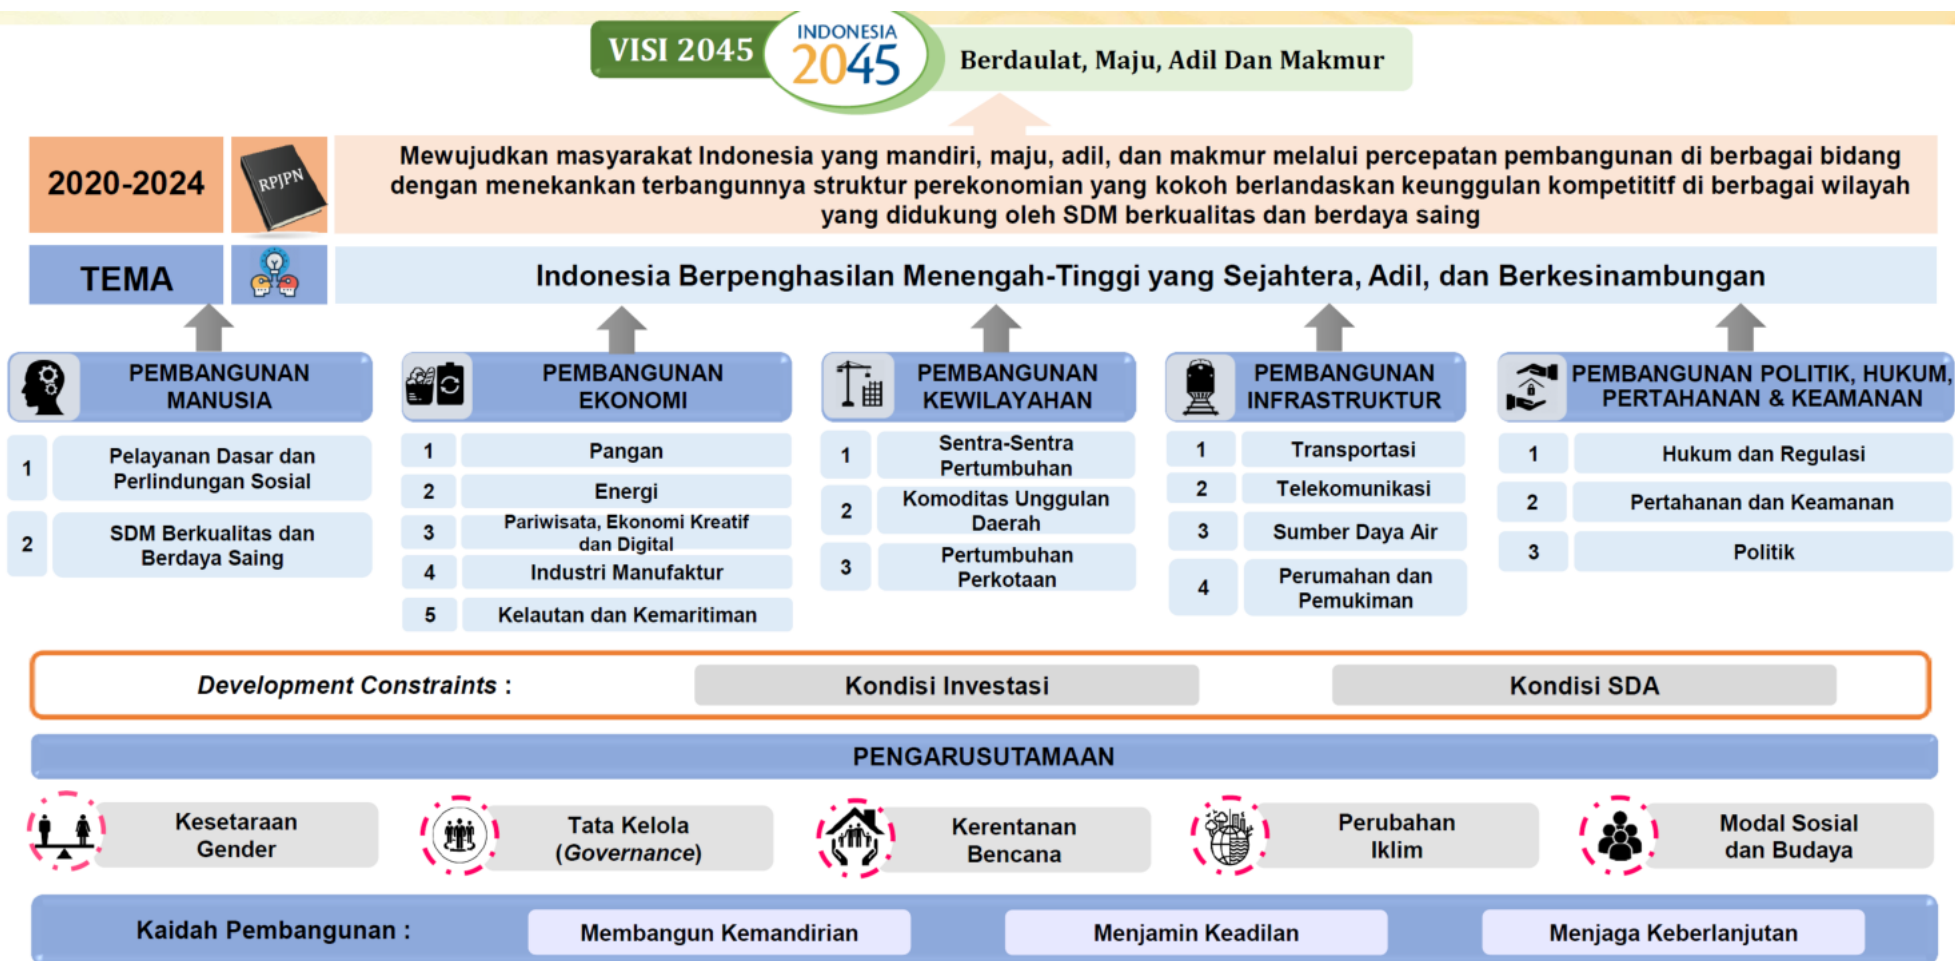 VISI 2045
INDONESIA
2045
Berdaulat, Maju, Adil Dan Makmur
2020-2024
RPJPN
Mewujudkan masyarakat Indonesia yang mandiri, maju, adil, dan makmur melalui percepatan pembangunan di berbagai bidang
dengan menekankan terbangunnya struktur perekonomian yang kokoh berlandaskan keunggulan kompetititf di berbagai wilayah
yang didukung oleh SDM berkualitas dan berdaya saing
TEMA
Indonesia Berpenghasilan Menengah-Tinggi yang Sejahtera, Adil, dan Berkesinambungan
PEMBANGUNAN
MANUSIA
1
Pelayanan Dasar dan
Perlindungan Sosial
2
SDM Berkualitas dan
Berdaya Saing
PEMBANGUNAN
EKONOMI
1
Pangan
2
Energi
3
Pariwisata, Ekonomi Kreatif
dan Digital
4
Industri Manufaktur
5
Kelautan dan Kemaritiman
PEMBANGUNAN
KEWILAYAHAN
1
Sentra-Sentra
Pertumbuhan
2
Komoditas Unggulan
Daerah
3
Pertumbuhan
Perkotaan
PEMBANGUNAN
INFRASTRUKTUR
1
Transportasi
2
Telekomunikasi
3
Sumber Daya Air
4
Perumahan dan
Pemukiman
PEMBANGUNAN POLITIK, HUKUM,
PERTAHANAN & KEAMANAN
1
Hukum dan Regulasi
2
Pertahanan dan Keamanan
3
Politik
Development Constraints :
Kondisi Investasi
Kondisi SDA
PENGARUSUTAMAAN
Kesetaraan
Gender
Tata Kelola
(Governance)
Kerentanan
Bencana
Perubahan
Iklim
Modal Sosial
dan Budaya
Kaidah Pembangunan :
Membangun Kemandirian
Menjamin Keadilan
Menjaga Keberlanjutan